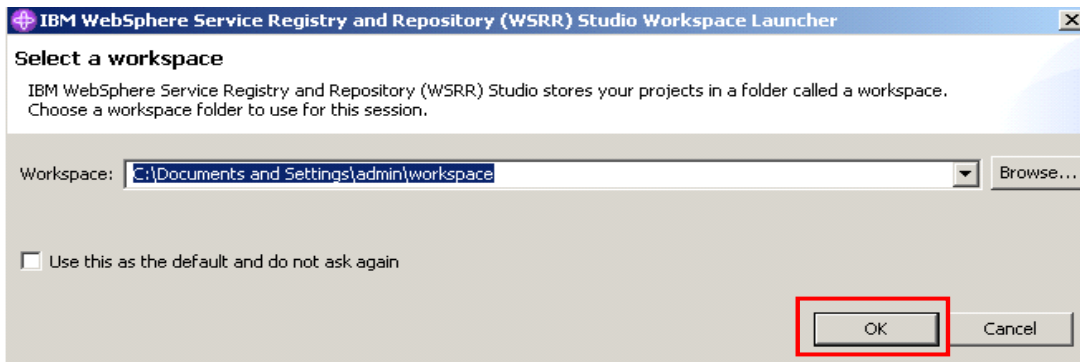 IBM WebSphere Service Registry and Repository (WSRR) Studio Workspace Launcher
Select a workspace
IBM WebSphere Service Registry and Repository (WSRR) Studio stores your projects in a folder called a workspace.
Choose a workspace folder to use for this session.
Workspace: C:\Documents and Settings\admin\workspace Browse...
Use this as the default and do not ask again
OK Cancel